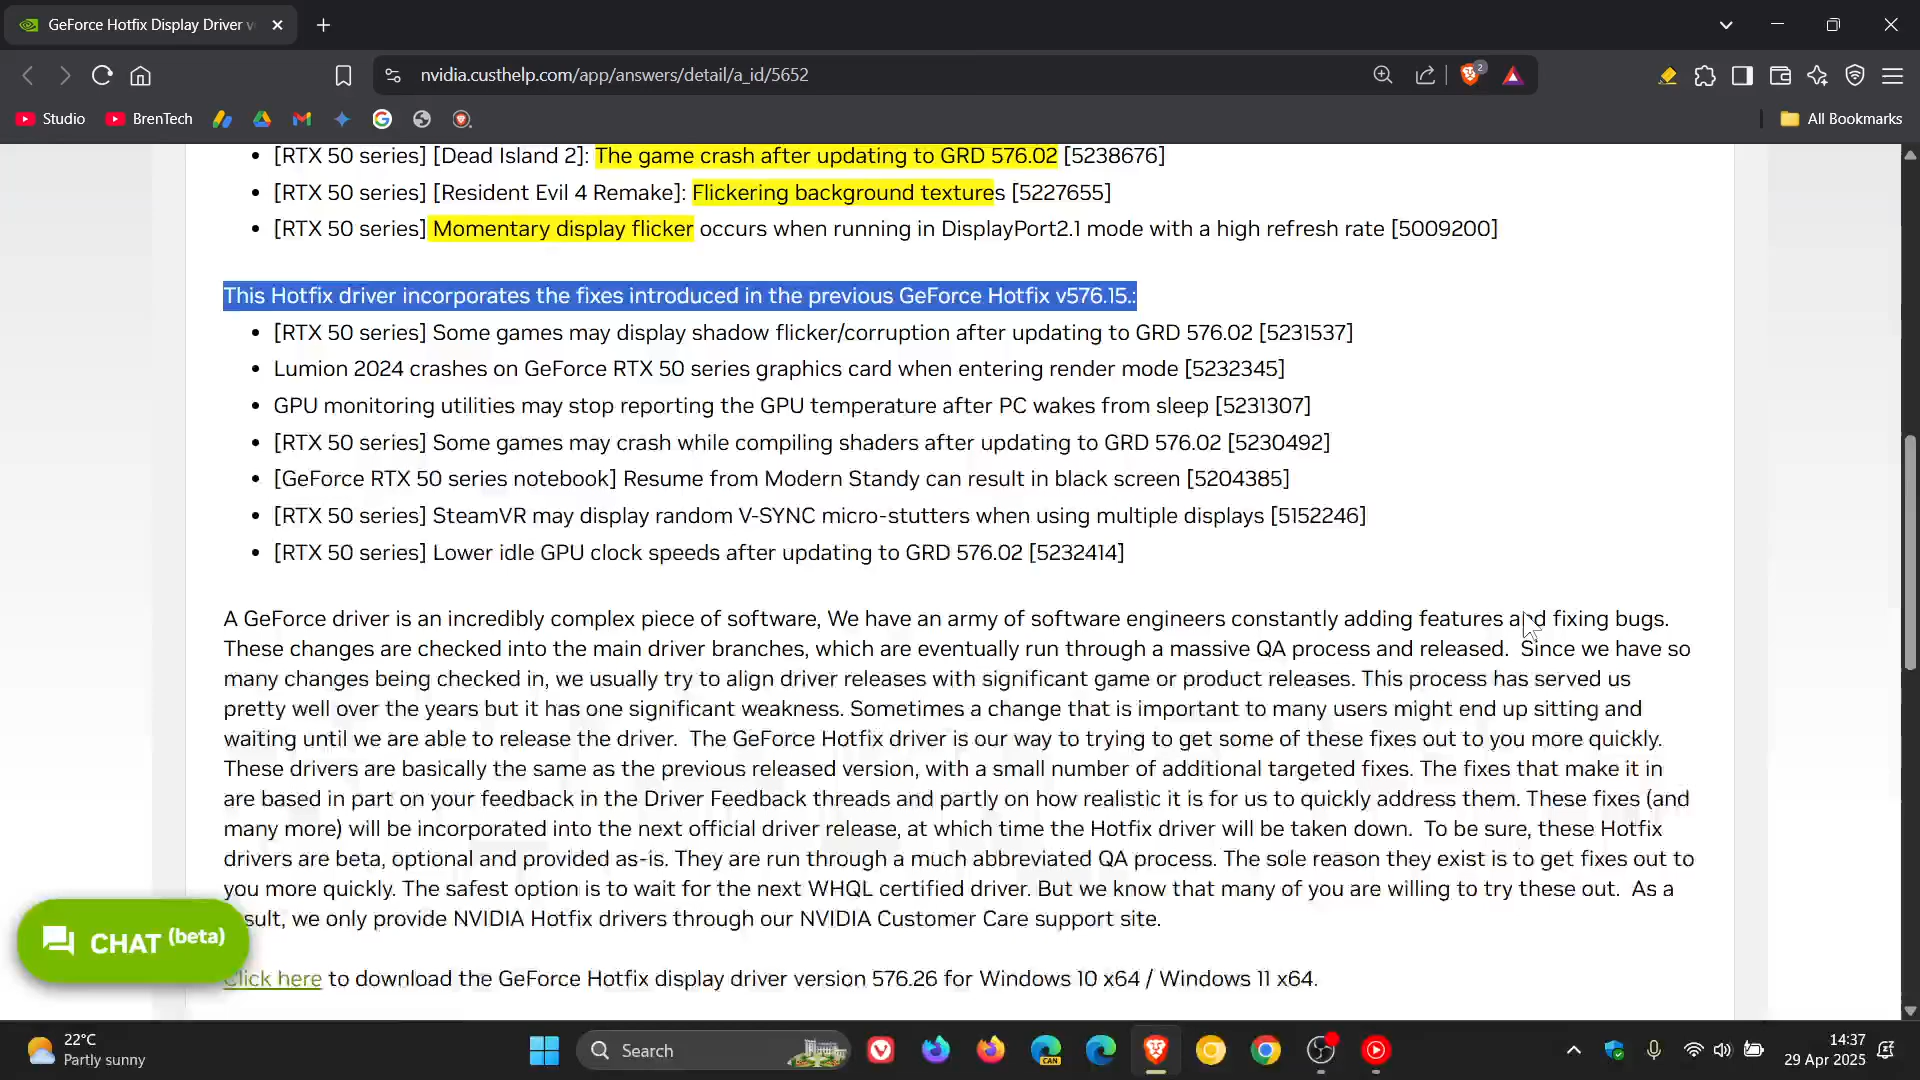 GeForce Hotfix Display Driver v
nvidia.custhelp.com/app/answers/detail/a_id/5652
2
Studio
BrenTech
All Bookmarks
• [RTX 50 series] [Dead Island 2]: The game crash after updating to GRD 576.02 [5238676]
• [RTX 50 series] [Resident Evil 4 Remake]: Flickering background textures [5227655]
• [RTX 50 series] Momentary display flicker occurs when running in DisplayPort2.1 mode with a high refresh rate [5009200]
This Hotfix driver incorporates the fixes introduced in the previous GeForce Hotfix v576.15.:
• [RTX 50 series] Some games may display shadow flicker/corruption after updating to GRD 576.02 [5231537]
• Lumion 2024 crashes on GeForce RTX 50 series graphics card when entering render mode [5232345]
• GPU monitoring utilities may stop reporting the GPU temperature after PC wakes from sleep [5231307]
• [RTX 50 series] Some games may crash while compiling shaders after updating to GRD 576.02 [5230492]
• [GeForce RTX 50 series notebook] Resume from Modern Standy can result in black screen [5204385]
• [RTX 50 series] SteamVR may display random V-SYNC micro-stutters when using multiple displays [5152246]
• [RTX 50 series] Lower idle GPU clock speeds after updating to GRD 576.02 [5232414]
A GeForce driver is an incredibly complex piece of software, We have an army of software engineers constantly adding features and fixing bugs.
These changes are checked into the main driver branches, which are eventually run through a massive QA process and released.  Since we have so
many changes being checked in, we usually try to align driver releases with significant game or product releases. This process has served us
pretty well over the years but it has one significant weakness. Sometimes a change that is important to many users might end up sitting and
waiting until we are able to release the driver.  The GeForce Hotfix driver is our way to trying to get some of these fixes out to you more quickly.
These drivers are basically the same as the previous released version, with a small number of additional targeted fixes. The fixes that make it in
are based in part on your feedback in the Driver Feedback threads and partly on how realistic it is for us to quickly address them. These fixes (and
many more) will be incorporated into the next official driver release, at which time the Hotfix driver will be taken down.  To be sure, these Hotfix
drivers are beta, optional and provided as-is. They are run through a much abbreviated QA process. The sole reason they exist is to get fixes out to
you more quickly. The safest option is to wait for the next WHQL certified driver. But we know that many of you are willing to try these out.  As a
sult, we only provide NVIDIA Hotfix drivers through our NVIDIA Customer Care support site.
CHAT (beta)
Click here to download the GeForce Hotfix display driver version 576.26 for Windows 10 x64 / Windows 11 x64.
22°C
Partly sunny
Search
CAN
14:37
29 Apr 2025